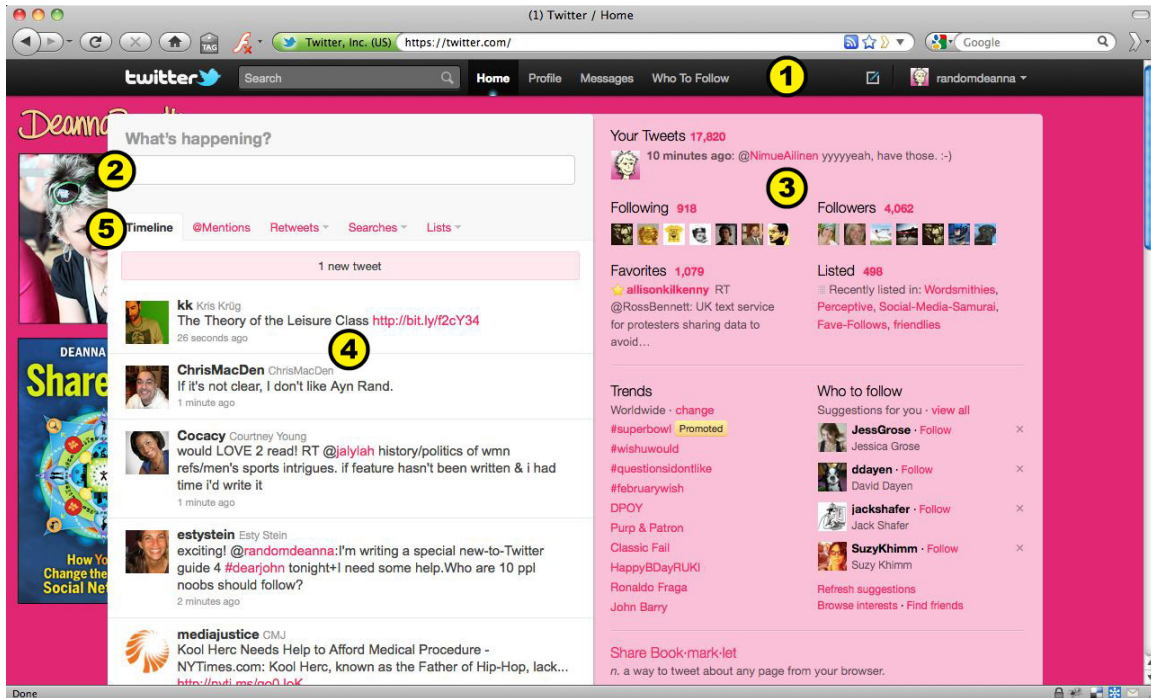 (1) Twitter / Home
TAG
Twitter, Inc. (US) https://twitter.com/
Google
twitter
Search
Home Profile Messages Who To Follow
1
randomdeanna
Deanna
What's happening?
2
5
Timeline @Mentions Retweets Searches Lists
1 new tweet
kk Kris Krüg
The Theory of the Leisure Class http://bit.ly/f2cY34
26 seconds ago
4
ChrisMacDen ChrisMacDen
If it's not clear, I don't like Ayn Rand.
1 minute ago
Cocacy Courtney Young
would LOVE 2 read! RT @jalylah history/politics of wmn
refs/men's sports intrigues. if feature hasn't been written & i had
time i'd write it
1 minute ago
estystein Esty Stein
exciting! @randomdeanna:I'm writing a special new-to-Twitter
guide 4 #dearjohn tonight+I need some help.Who are 10 ppl
noobs should follow?
2 minutes ago
mediajustice CMJ
Kool Herc Needs Help to Afford Medical Procedure -
NYTimes.com: Kool Herc, known as the Father of Hip-Hop, lack...
DEANNA
Share
How Yo
Change the
Social Net
Your Tweets 17,820
10 minutes ago: @NimueAilinen yyyyyeah, have those. :-)
3
Following 918
Followers 4,062
Favorites 1,079
allisonkilkenny RT
@RossBennett: UK text service
for protesters sharing data to
avoid…
Listed 498
Recently listed in: Wordsmithies,
Perceptive, Social-Media-Samurai,
Fave-Follows, friendlies
Trends
Worldwide · change
#superbowl Promoted
#wishuwould
#questionsidontlike
#februarywish
DPOY
Purp & Patron
Classic Fail
HappyBDayRUKI
Ronaldo Fraga
John Barry
Who to follow
Suggestions for you · view all
JessGrose · Follow
Jessica Grose
ddayen · Follow
David Dayen
jackshafer · Follow
Jack Shafer
SuzyKhimm · Follow
Suzy Khimm
Refresh suggestions
Browse interests · Find friends
Share Book·mark·let
n. a way to tweet about any page from your browser.
Done